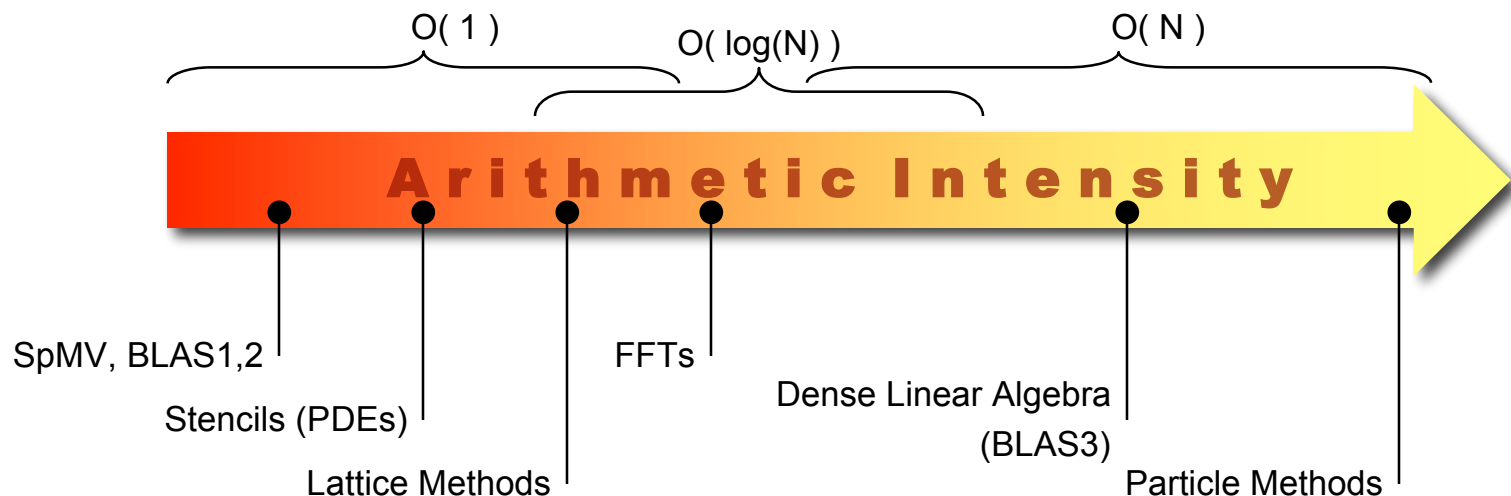 O( 1 )
O( log(N) )
O( N )
Arithmetic Intensity
SpMV, BLAS1,2
FFTs
Stencils (PDEs)
Dense Linear Algebra
(BLAS3)
Lattice Methods
Particle Methods